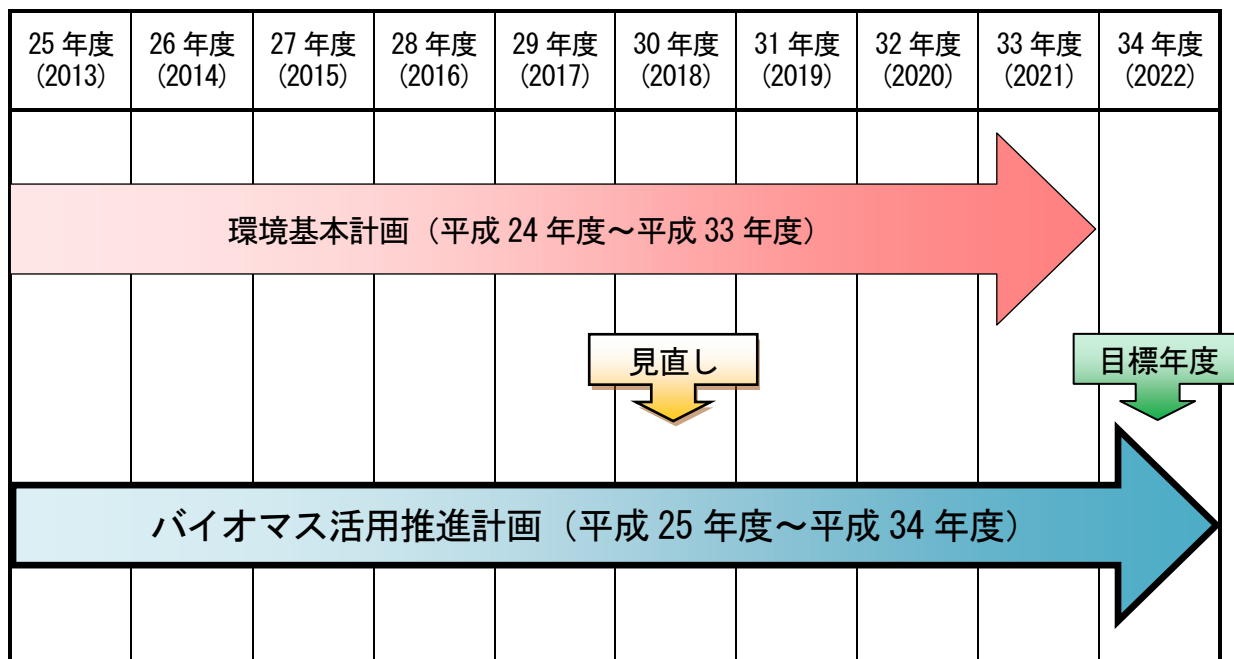 25 年度 26 年度 27 年度 28 年度 29 年度 30 年度 31 年度 32 年度 33 年度 34 年度
(2013) (2014) (2015) (2016) (2017) (2018) (2019) (2020) (2021) (2022)
環境基本計画（平成 24 年度～平成 33 年度）
見直し 目標年度
バイオマス活用推進計画（平成 25 年度～平成 34 年度）